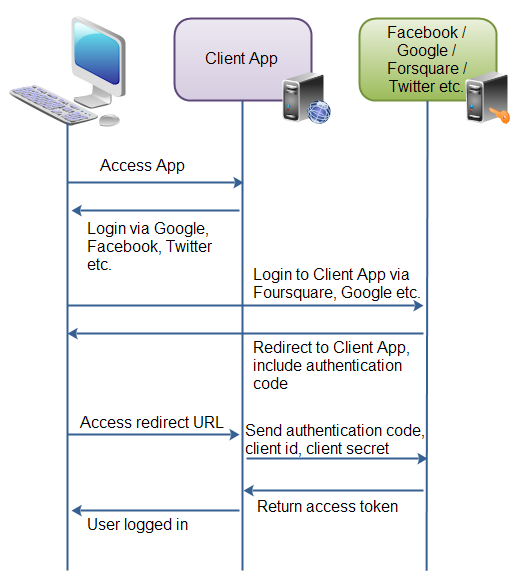 Client App
Facebook /
Google /
Forsquare /
Twitter etc.
Access App
Login via Google,
Facebook, Twitter
etc.
Login to Client App via
Foursquare, Google etc.
Redirect to Client App,
include authentication
code
Access redirect URL
Send authentication code,
client id, client secret
Return access token
User logged in